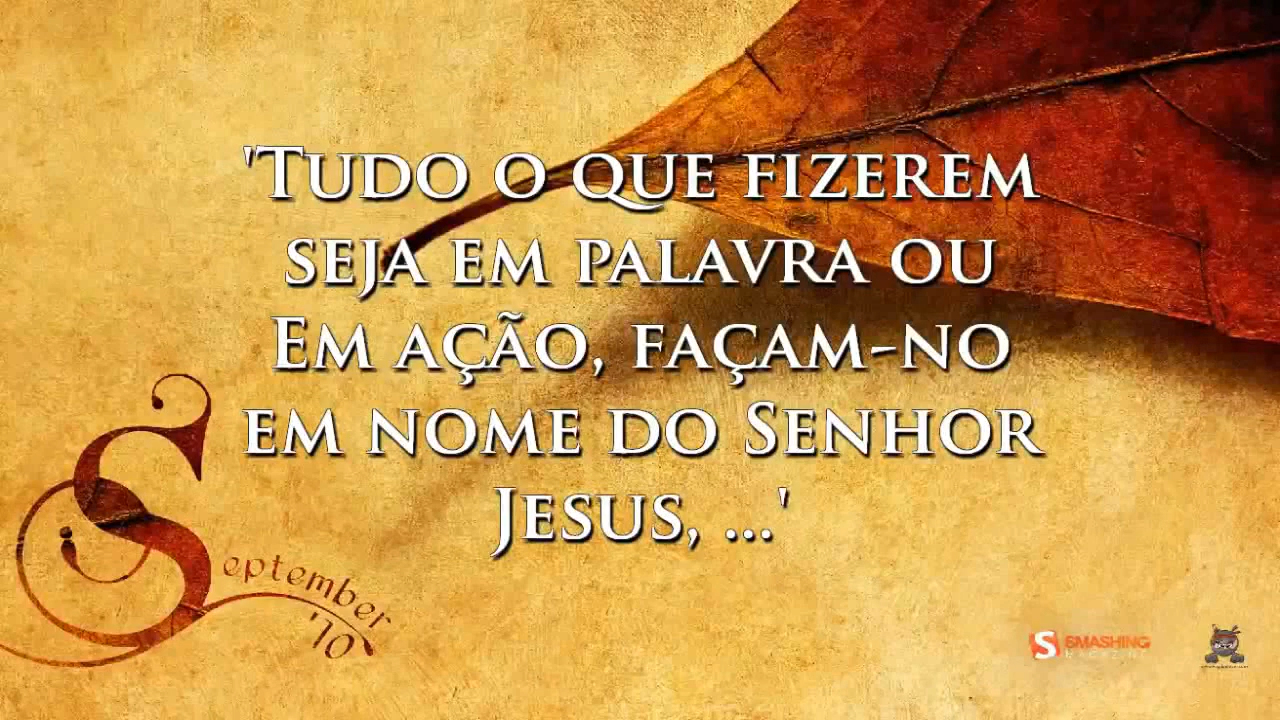 'Tudo o que fizerem
seja em palavra ou
Em ação, façam-no
em nome do Senhor
Jesus, ...'
September
'10
SMASHING
MAGAZINE